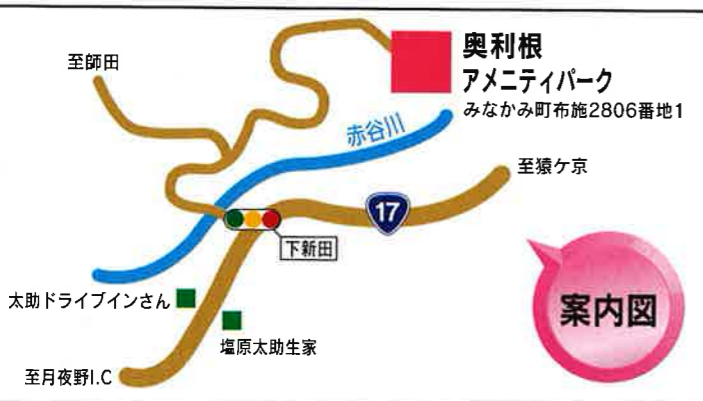 至師田
奥利根
アメニティパーク
みなかみ町布施2806番地1
赤谷川
至猿ケ京
17
下新田
案内図
太助ドライブインさん
塩原太助生家
至月夜野I.C